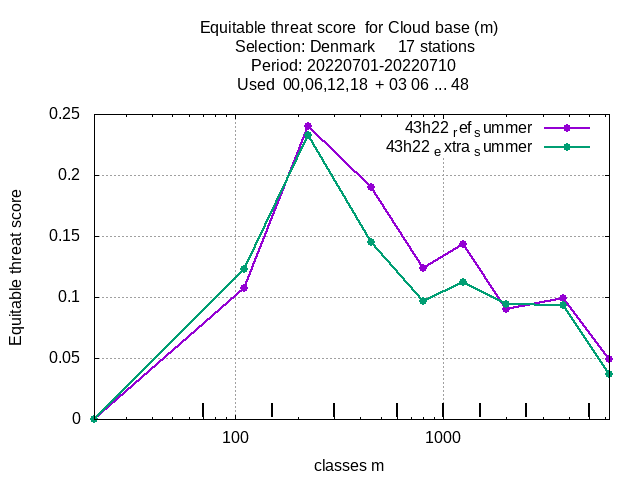 Equitable threat score  for Cloud base (m)
Selection: Denmark     17 stations
Period: 20220701-20220710
Used  00,06,12,18  + 03 06 ... 48
43h22 ref summer
43h22 extra summer
Equitable threat score
0.25
0.2
0.15
0.1
0.05
0
100
1000
classes m